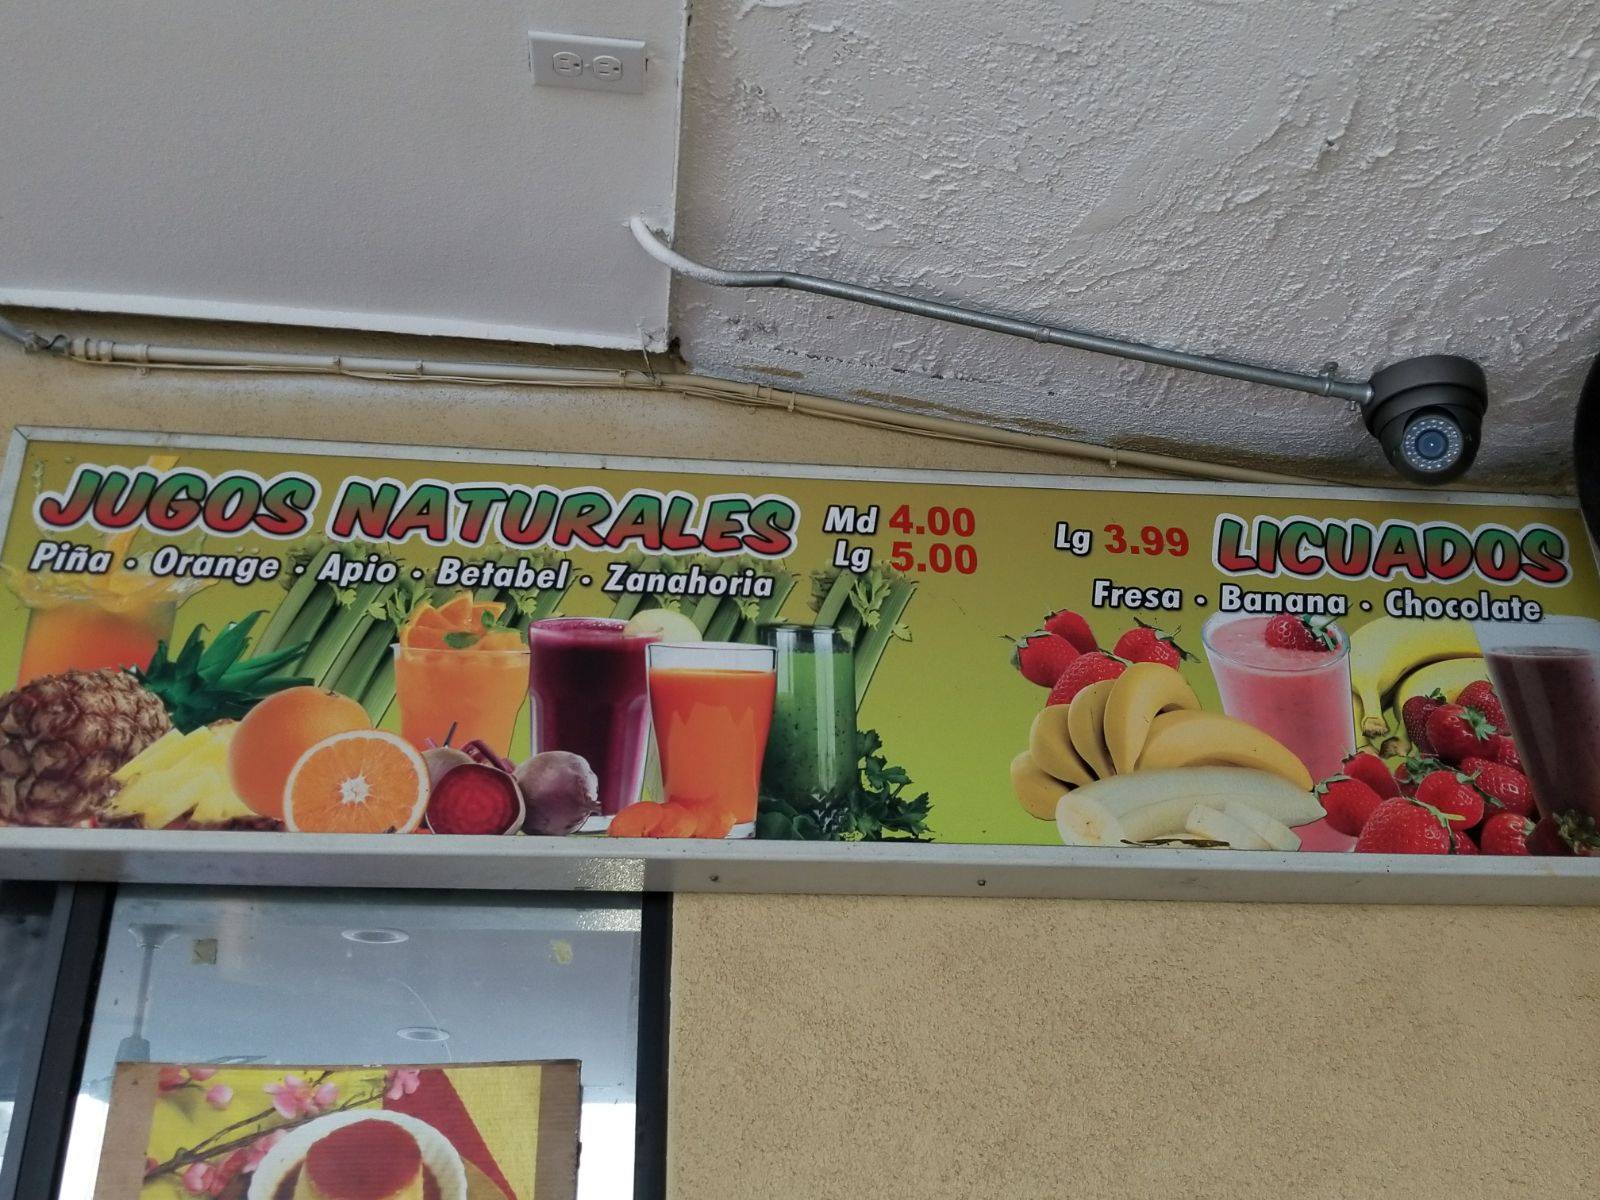 JUGOS NATURALES
Piña · Orange · Apio · Betabel · Zanahoria
Md 4.00
Lg 5.00
Lg 3.99
LICUADOS
Fresa · Banana · Chocolate